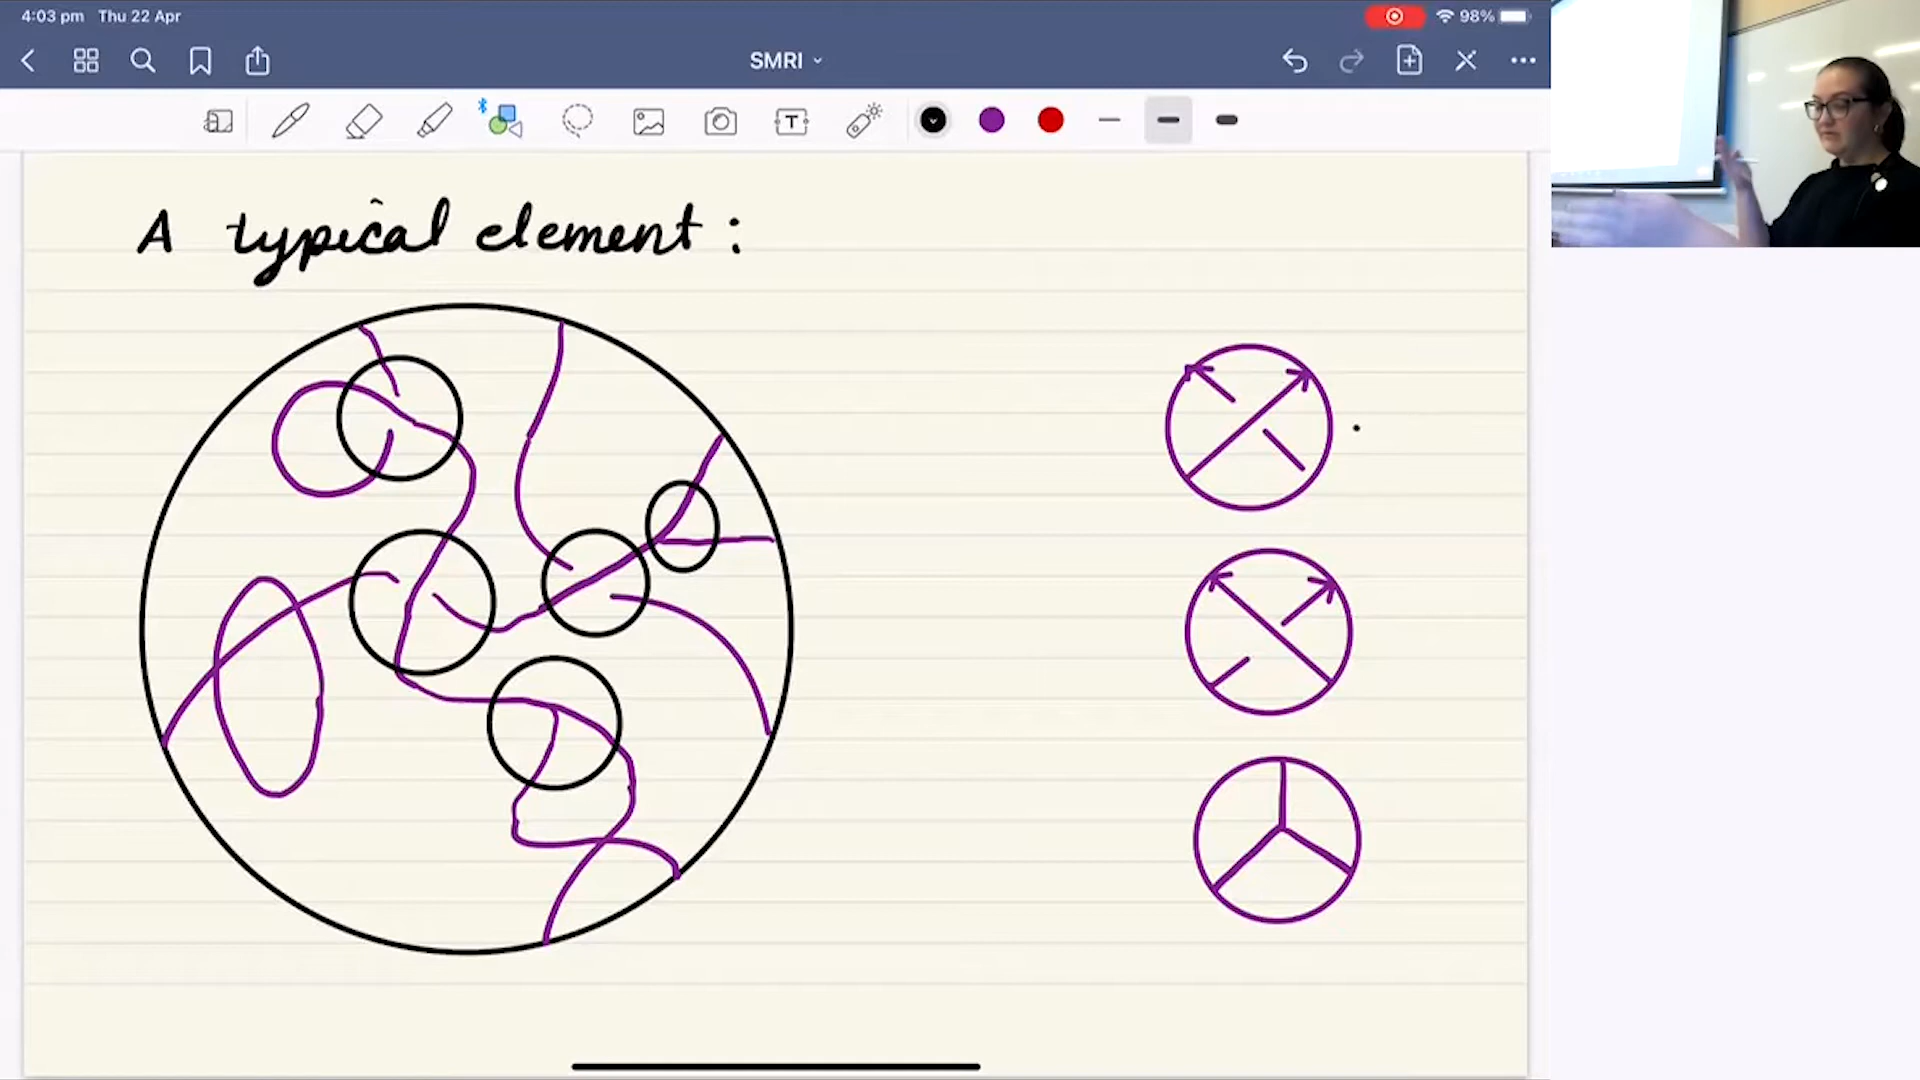 4:03 pm Thu 22 Apr
98%
SMRI
T
A typical element :